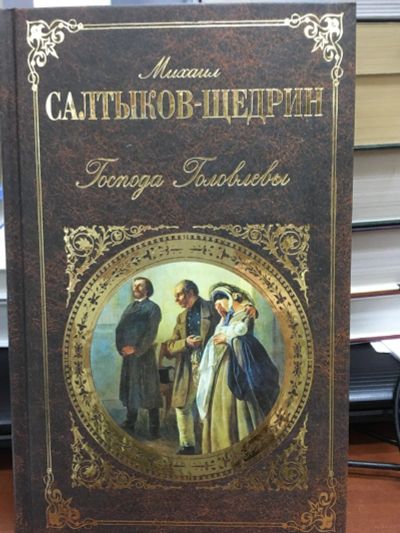 Михаил
САЛТЫКОВ-ЩЕДРИН
Господа Головлевы